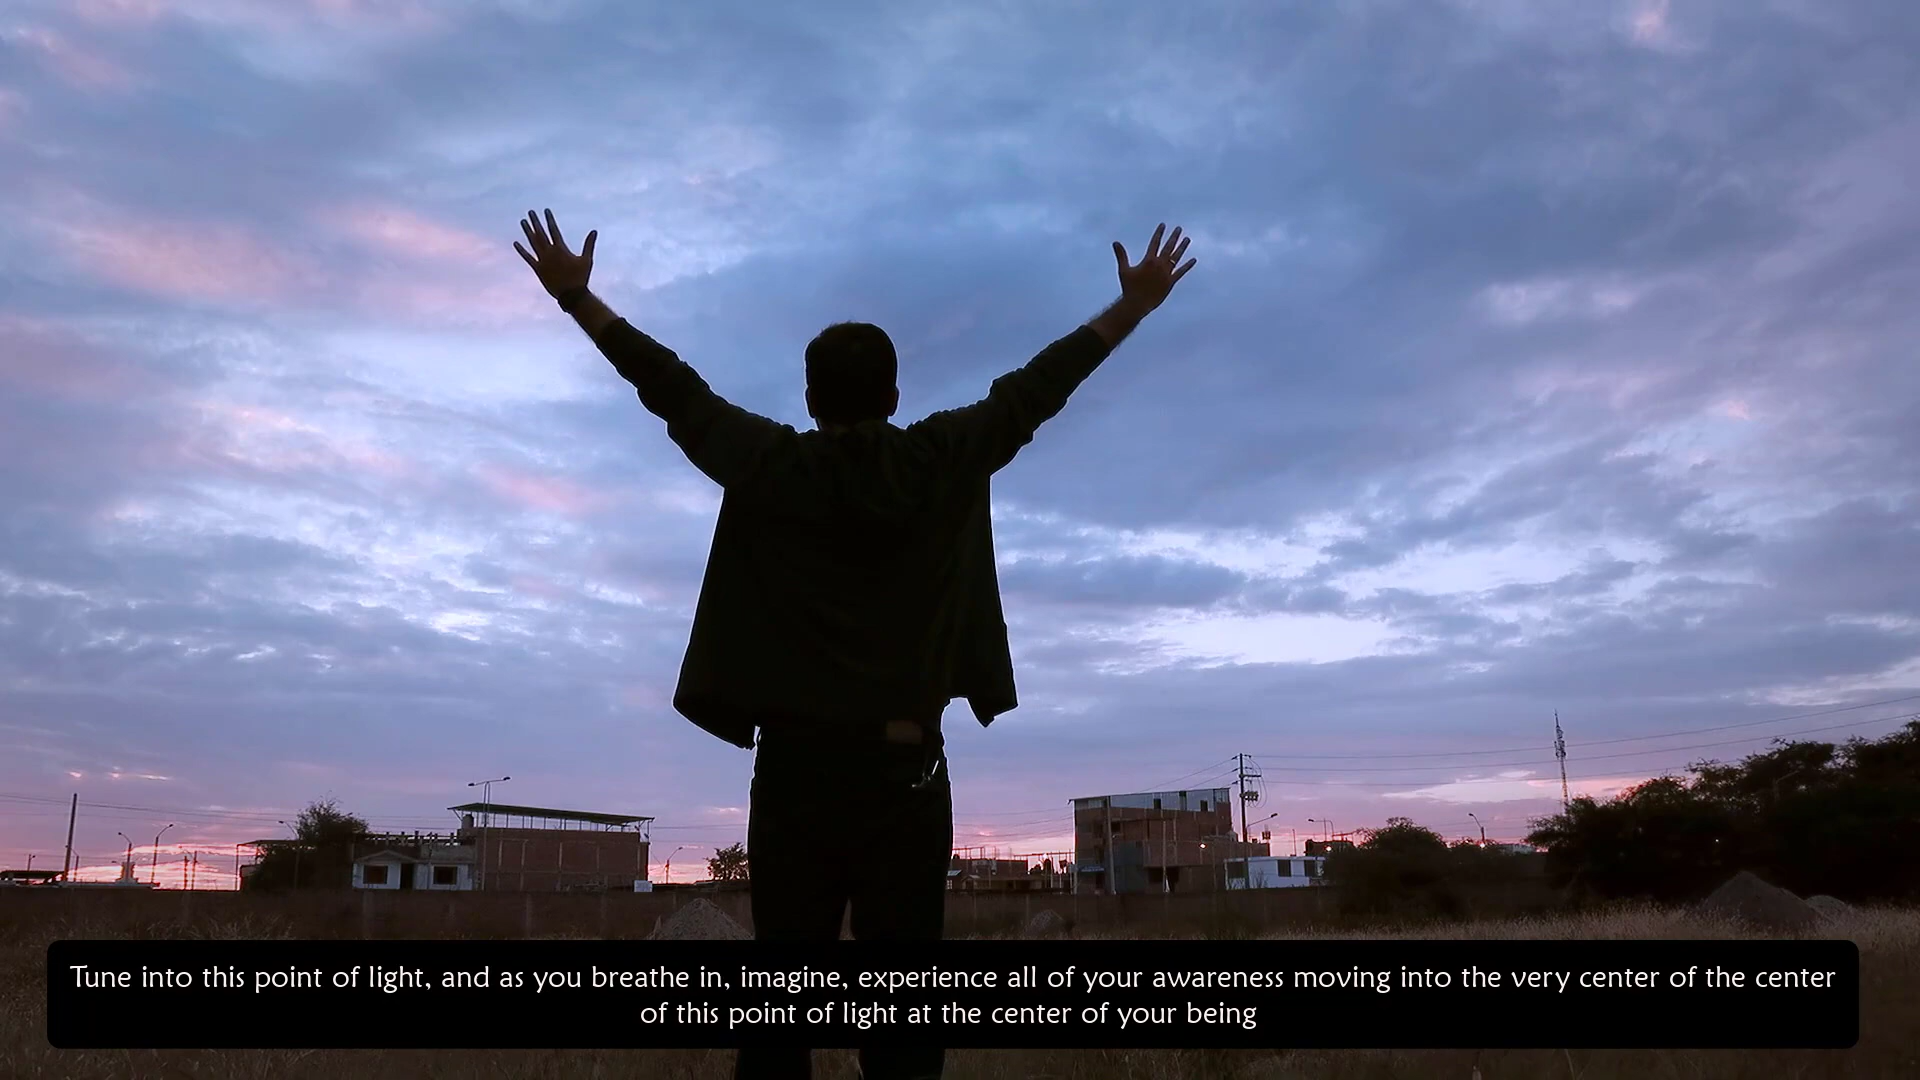 Tune into this point of light, and as you breathe in, imagine, experience all of your awareness moving into the very center of the center
of this point of light at the center of your being